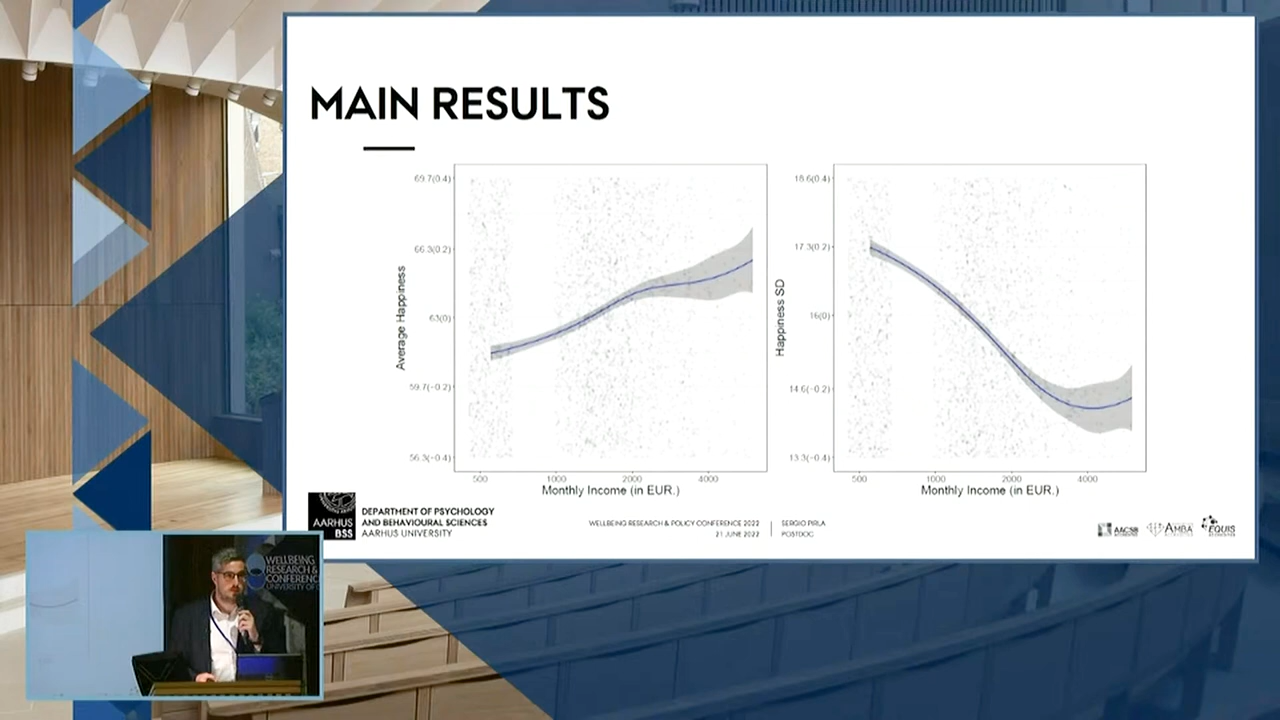 MAIN RESULTS
Average Happiness
69.7(0.4)
66.3(0.2)
63(0)
59.7(−0.2)
56.3(−0.4)
500 1000 2000 4000
Monthly Income (in EUR.)
Happiness SD
18.6(0.4)
17.3(0.2)
16(0)
14.6(−0.2)
13.3(−0.4)
500 1000 2000 4000
Monthly Income (in EUR.)
AARHUS
BSS
DEPARTMENT OF PSYCHOLOGY
AND BEHAVIOURAL SCIENCES
AARHUS UNIVERSITY
WELLBEING RESEARCH & POLICY CONFERENCE 2022
21 JUNE 2022
SERGIO PIRLA
POSTDOC
AACSB
AMBA
EQUIS
WELLBEING
RESEARCH &
CONFERENC
UNIVERSITY OF